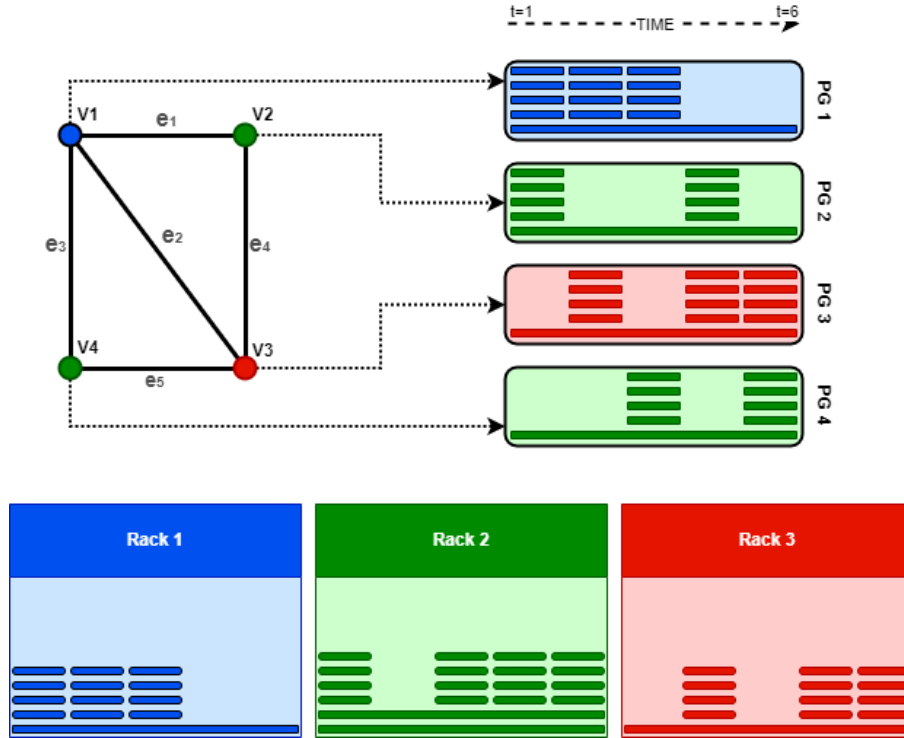 t=1
t=6
TIME
PG 1
V1
V2
e1
PG 2
e3
e2
e4
PG 3
V4
V3
e5
PG 4
Rack 1
Rack 2
Rack 3